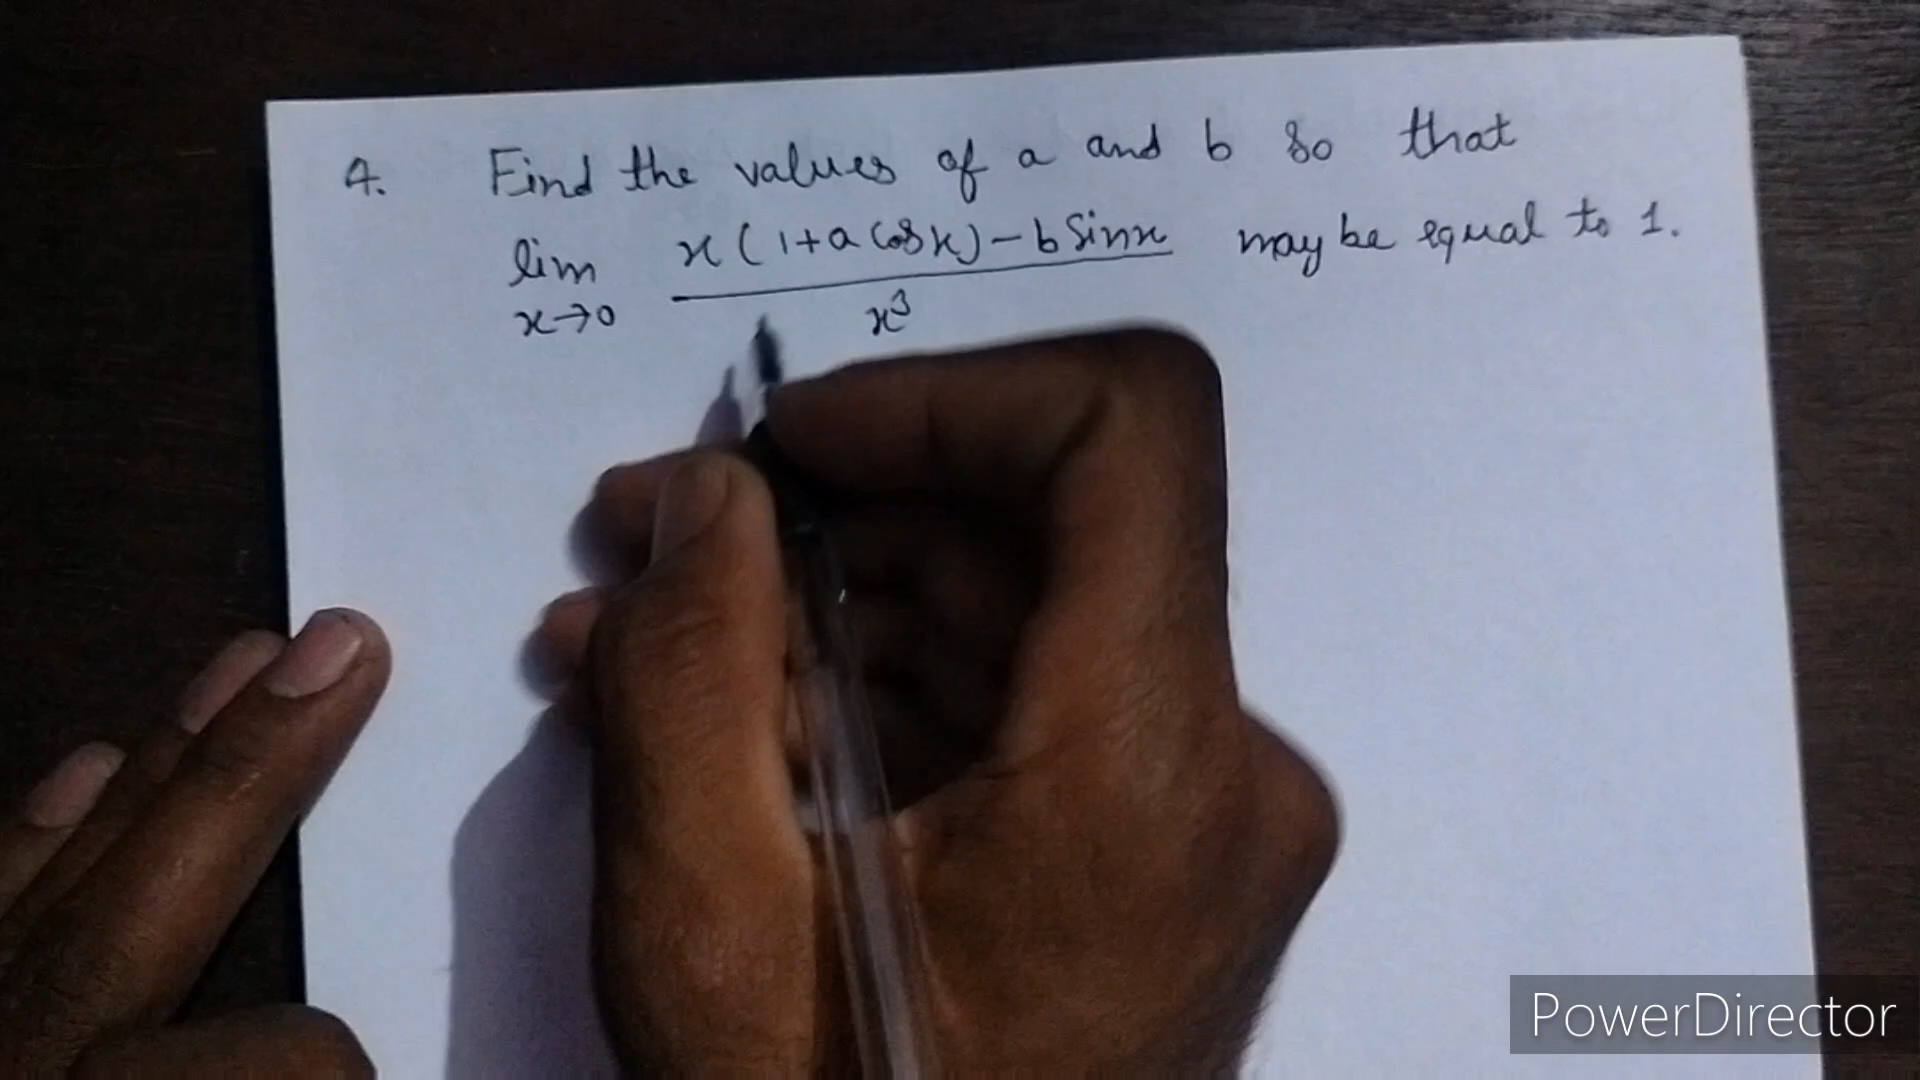 4. Find the values of a and b so that
lim x→0 x(1+a cos x) - b sin x / x³ may be equal to 1.
PowerDirector